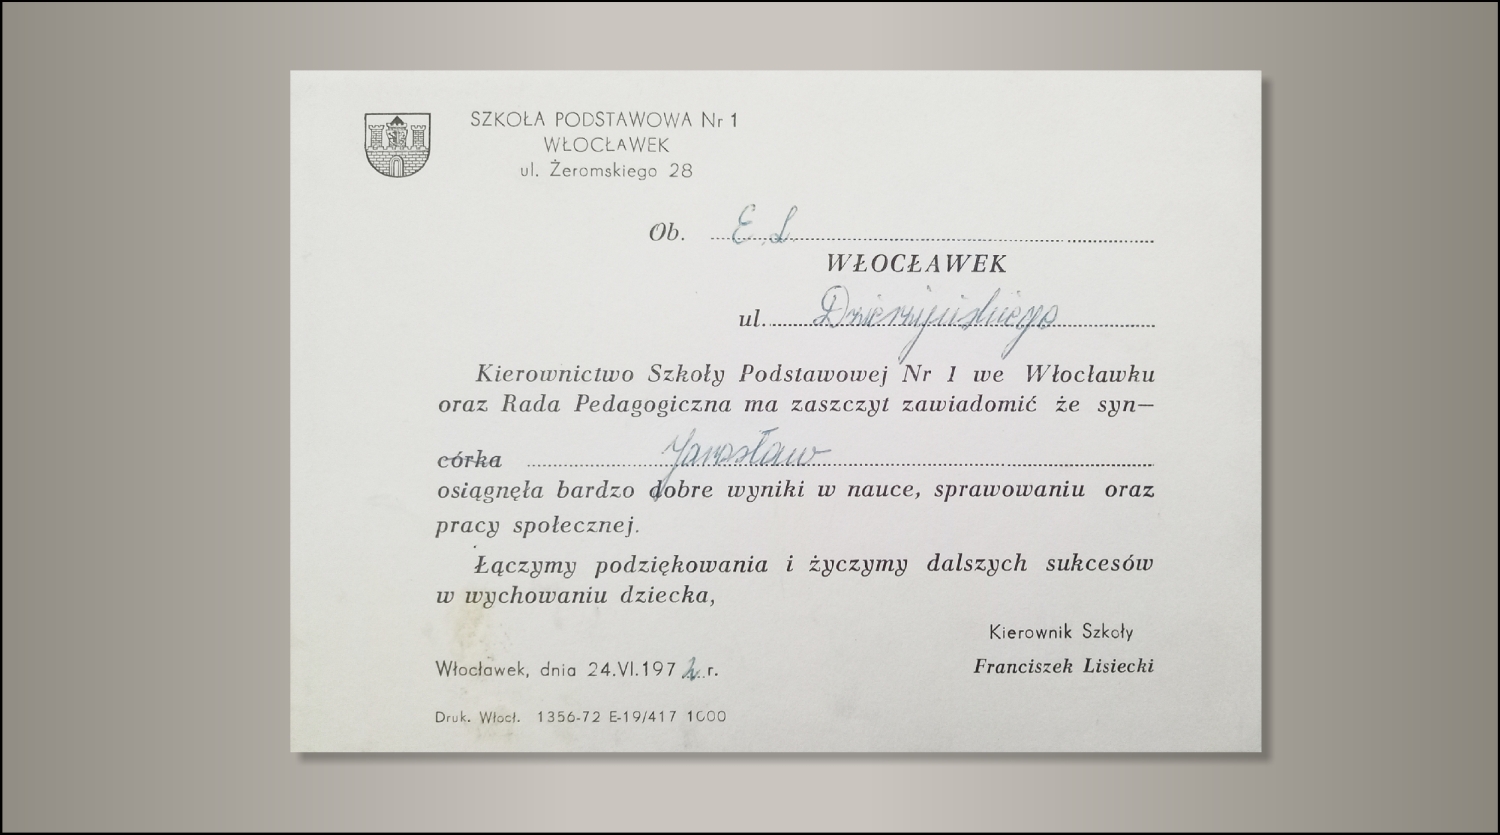 SZKOŁA PODSTAWOWA Nr 1
WŁOCŁAWEK
ul. Żeromskiego 28
Ob. E. L.
WŁOCŁAWEK
ul. Dzierżyńskiego
Kierownictwo Szkoły Podstawowej Nr 1 we Włocławku
oraz Rada Pedagogiczna ma zaszczyt zawiadomić że syn—
córka Jarosław
osiągnęła bardzo dobre wyniki w nauce, sprawowaniu oraz
pracy społecznej.
Łączymy podziękowania i życzymy dalszych sukcesów
w wychowaniu dziecka,
Kierownik Szkoły
Franciszek Lisiecki
Włocławek, dnia 24.VI.1972 r.
Druk. Włocł. 1356-72 E-19/417 1000